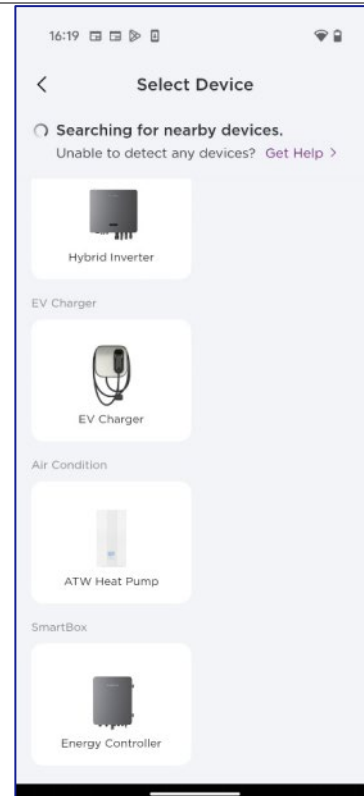 16:19
Select Device
Searching for nearby devices.
Unable to detect any devices? Get Help >
Hybrid Inverter
EV Charger
EV Charger
Air Condition
ATW Heat Pump
SmartBox
Energy Controller